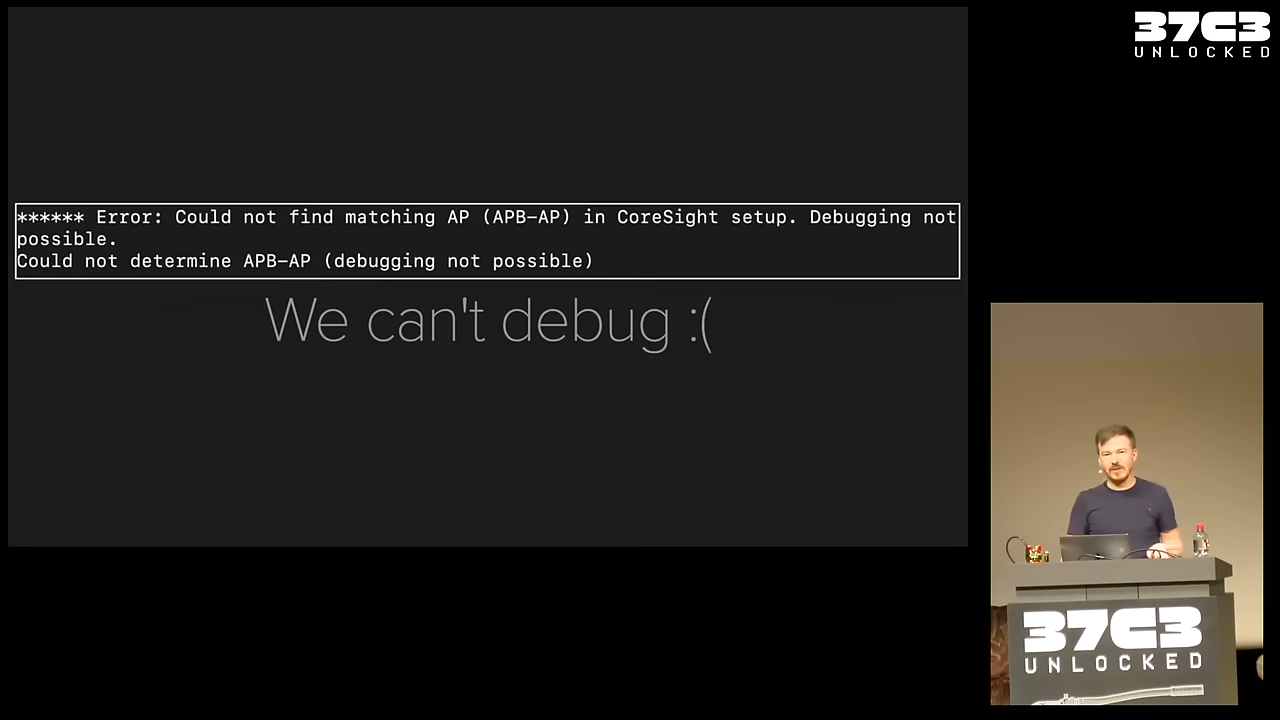 37C3
UNLOCKED
****** Error: Could not find matching AP (APB-AP) in CoreSight setup. Debugging not
possible.
Could not determine APB-AP (debugging not possible)
We can't debug :(
37C3
UNLOCKED